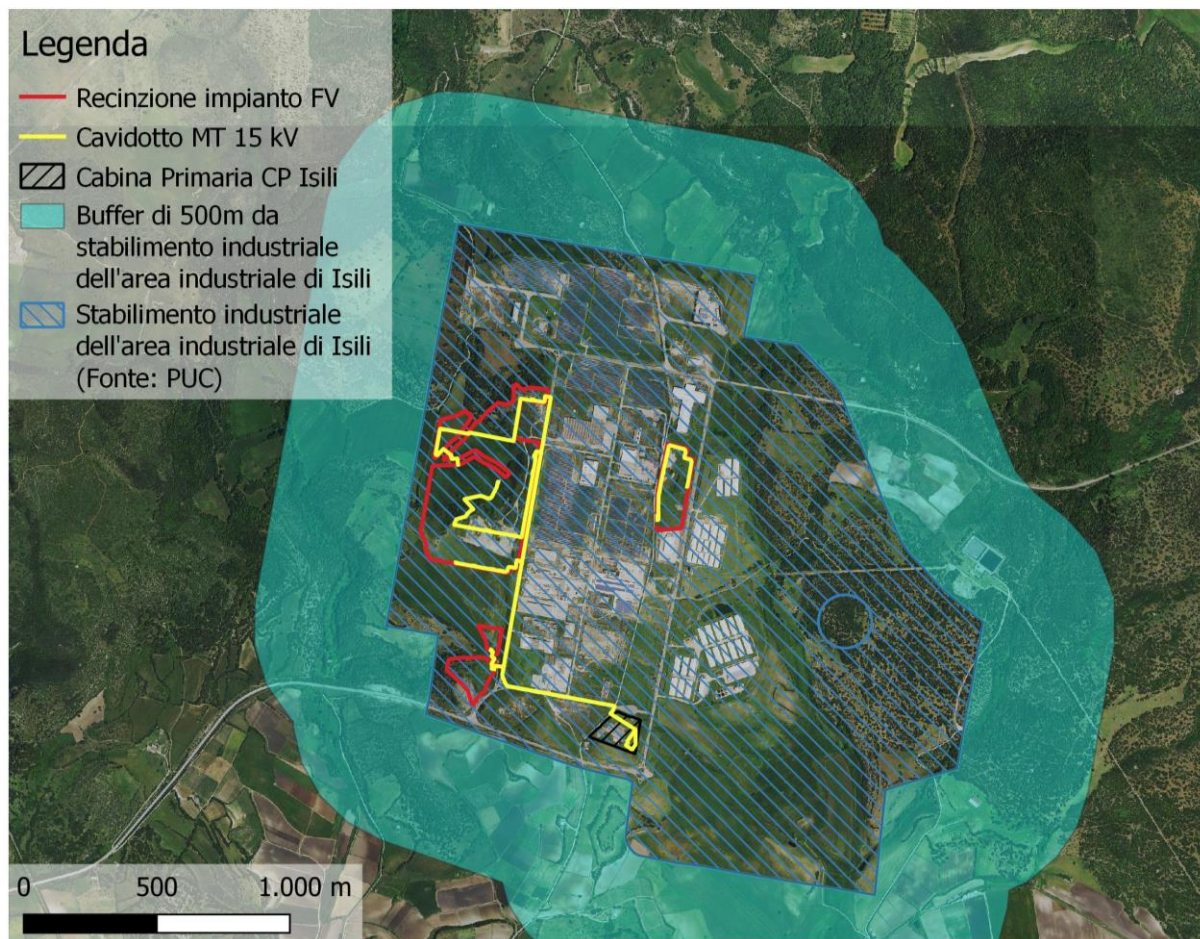 Legenda
Recinzione impianto FV
Cavidotto MT 15 kV
Cabina Primaria CP Isili
Buffer di 500m da
stabilimento industriale
dell'area industriale di Isili
Stabilimento industriale
dell'area industriale di Isili
(Fonte: PUC)
0 500 1.000 m